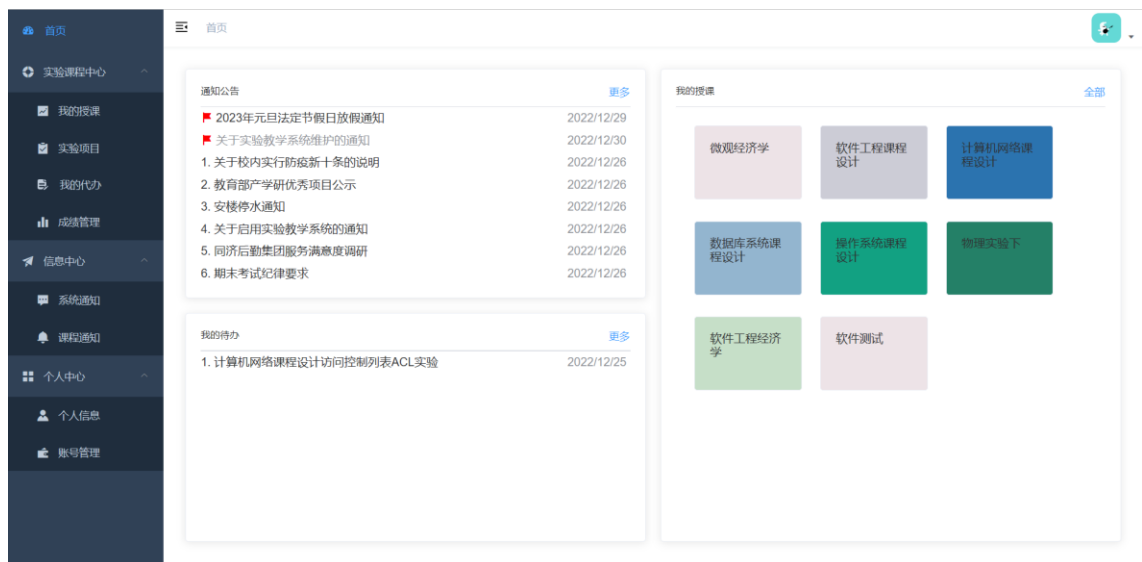 首页
首页
实验课程中心
我的授课
实验项目
我的代办
成绩管理
信息中心
系统通知
课程通知
个人中心
个人信息
账号管理
通知公告 更多
2023年元旦法定节假日放假通知 2022/12/29
关于实验教学系统维护的通知 2022/12/30
1. 关于校内实行防疫新十条的说明 2022/12/26
2. 教育部产学研优秀项目公示 2022/12/26
3. 安楼停水通知 2022/12/26
4. 关于启用实验教学系统的通知 2022/12/26
5. 同济后勤集团服务满意度调研 2022/12/26
6. 期末考试纪律要求 2022/12/26
我的待办 更多
1. 计算机网络课程设计访问控制列表ACL实验 2022/12/25
我的授课 全部
微观经济学
软件工程课程
设计
计算机网络课
程设计
数据库系统课
程设计
操作系统课程
设计
物理实验下
软件工程经济
学
软件测试